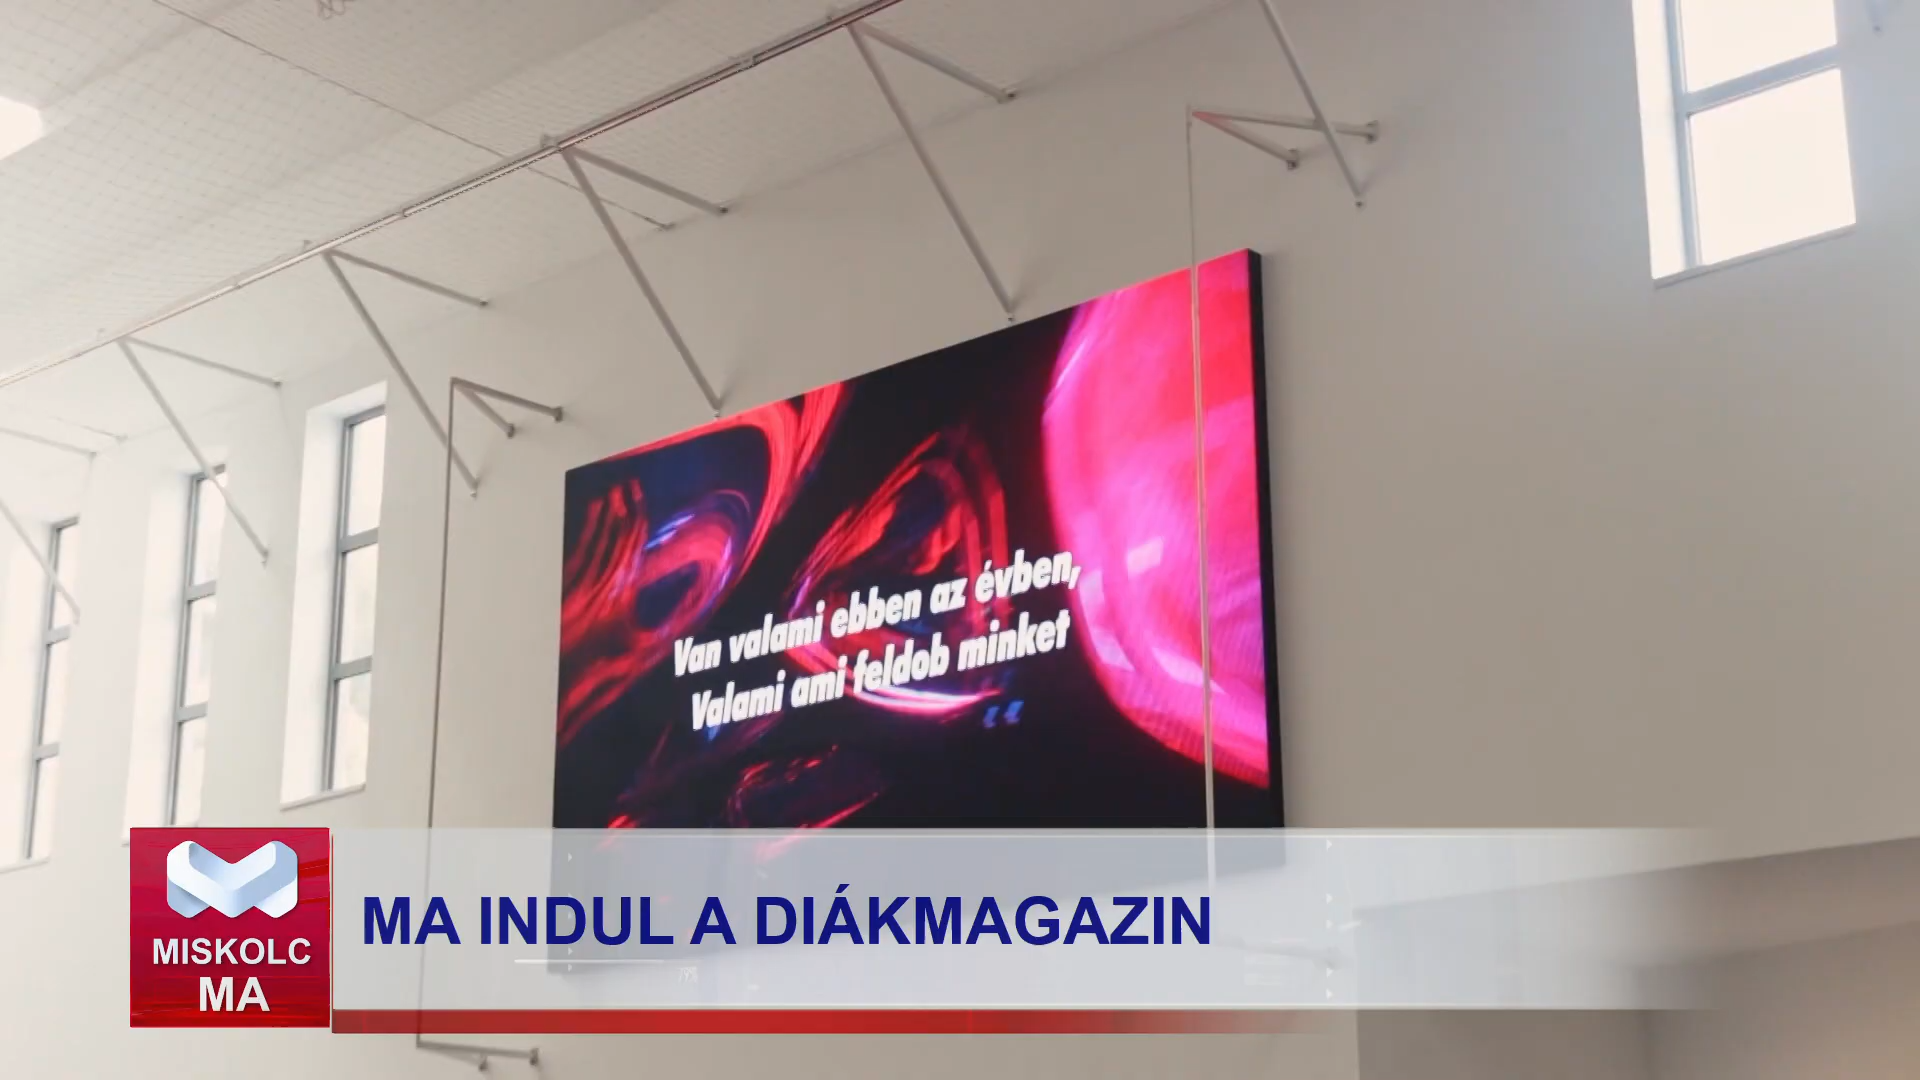 Van valami ebben az évben,
Valami ami feldob minket
MISKOLC
MA
MA INDUL A DIÁKMAGAZIN